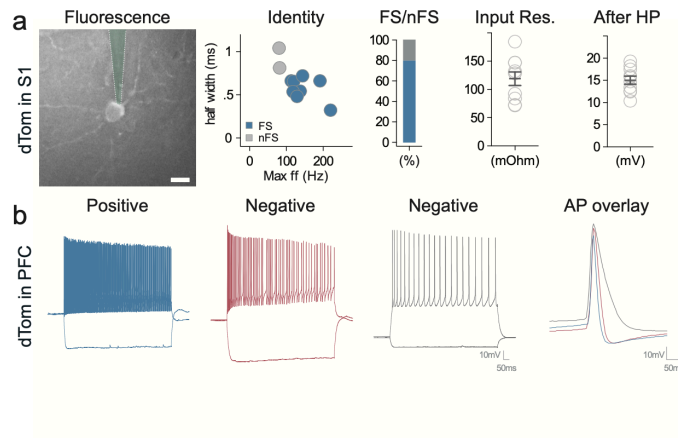 a
Fluorescence
Identity
FS/nFS
Input Res.
After HP
dTom in S1
half width (ms)
1
.5
0
FS
nFS
0 100 200
Max ff (Hz)
100
80
60
40
20
0
(%)
200
150
100
50
0
(mOhm)
25
20
15
10
5
0
(mV)
b
Positive
Negative
Negative
AP overlay
dTom in PFC
10mV
50ms
10mV
50m